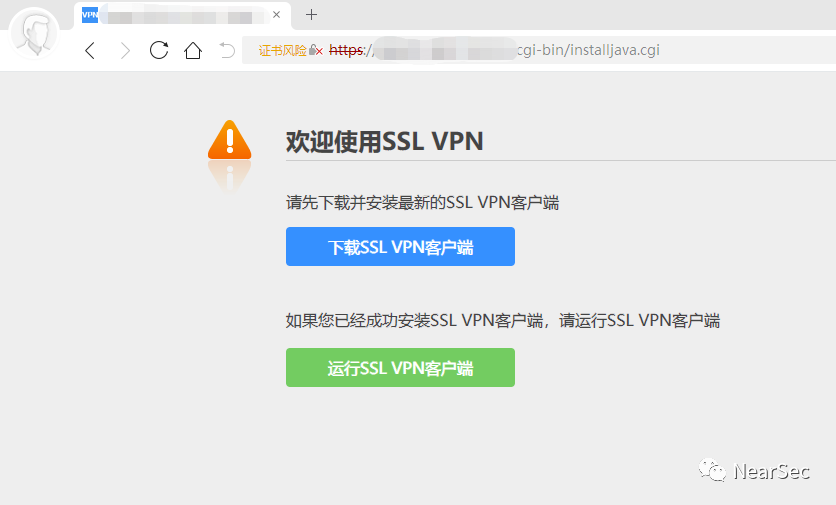 VPN
证书风险 https:// cgi-bin/installjava.cgi
欢迎使用SSL VPN
请先下载并安装最新的SSL VPN客户端
下载SSL VPN客户端
如果您已经成功安装SSL VPN客户端，请运行SSL VPN客户端
运行SSL VPN客户端
NearSec